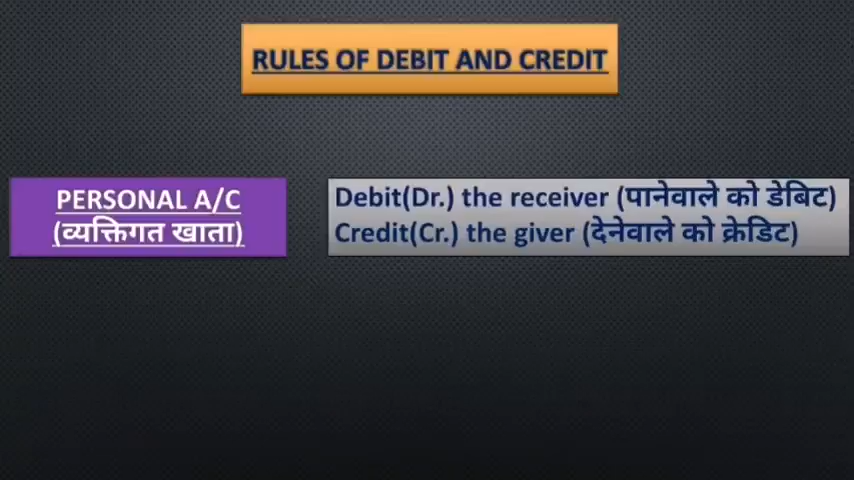 RULES OF DEBIT AND CREDIT
PERSONAL A/C
(व्यक्तिगत खाता)
Debit(Dr.) the receiver (पानेवाले को डेबिट)
Credit(Cr.) the giver (देनेवाले को क्रेडिट)